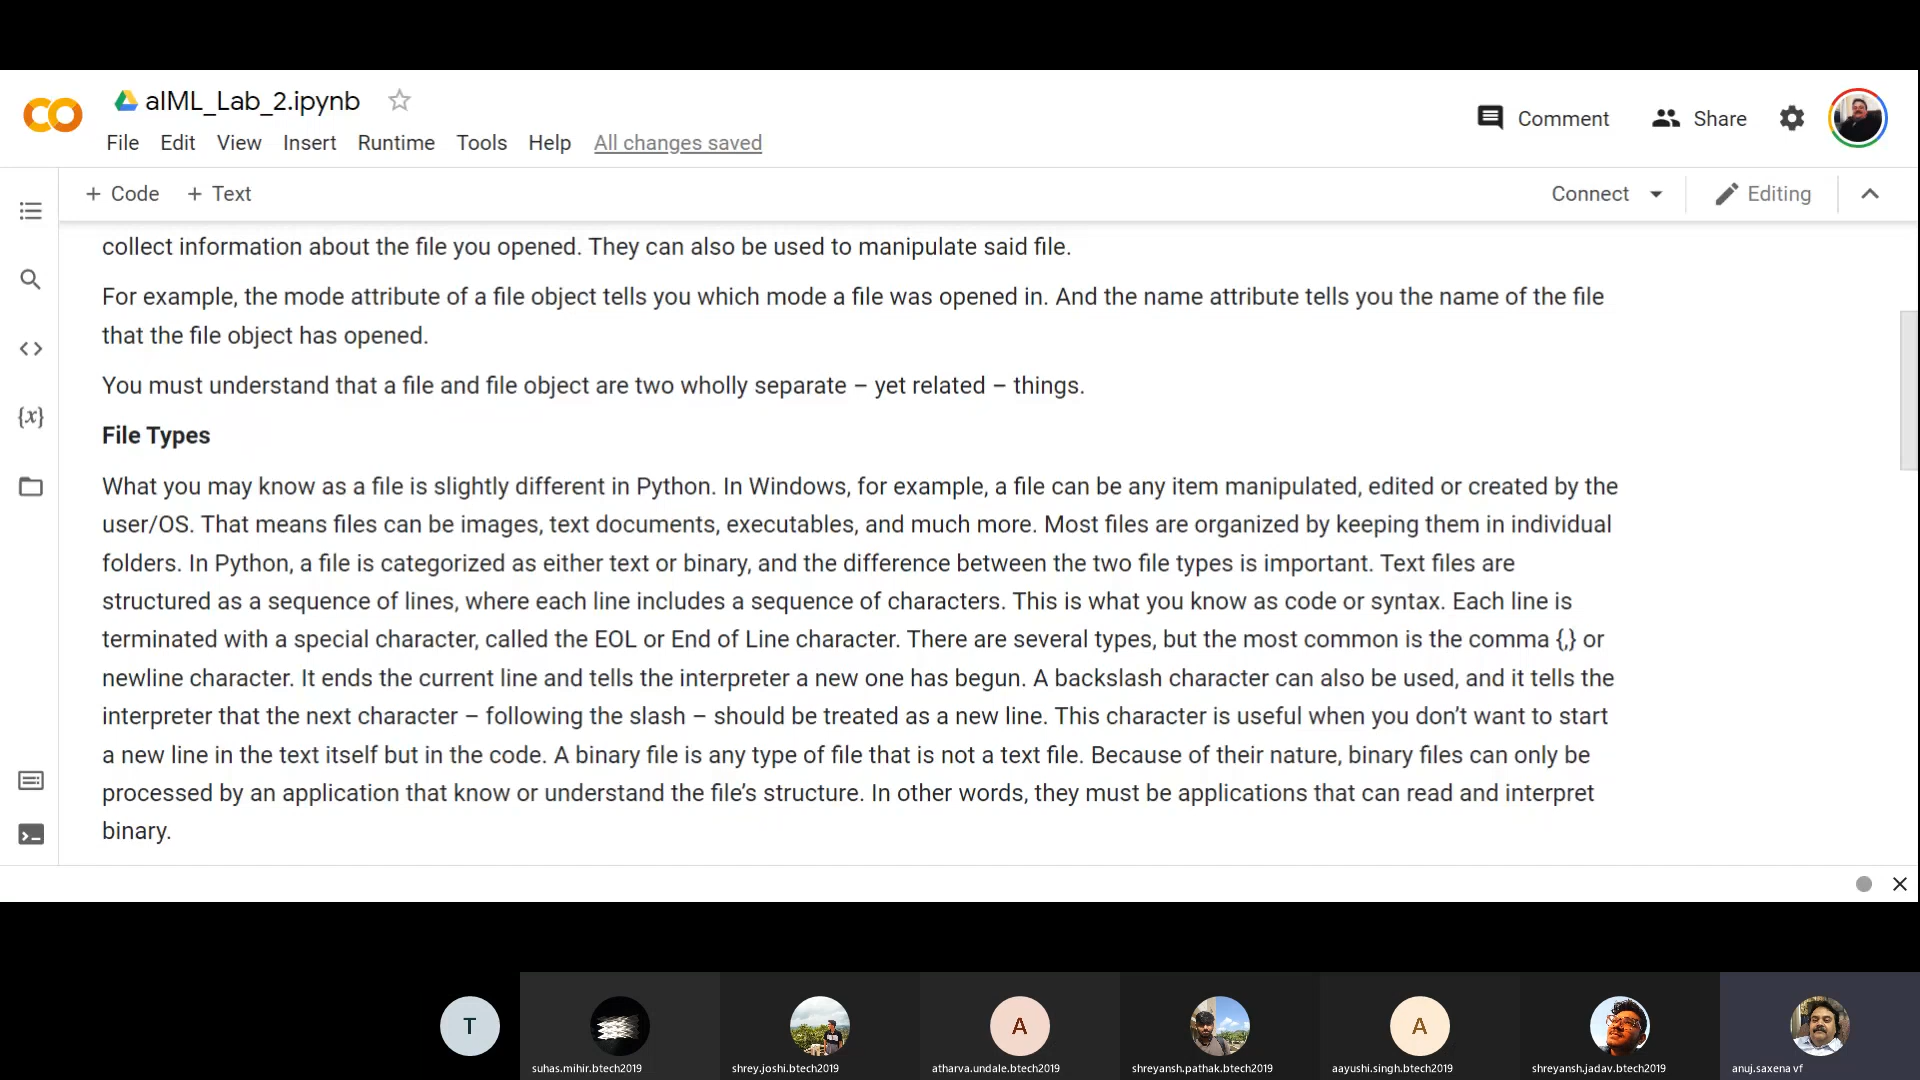 aIML_Lab_2.ipynb
Comment
Share
File Edit View Insert Runtime Tools Help All changes saved
+ Code + Text
Connect
Editing
collect information about the file you opened. They can also be used to manipulate said file.
For example, the mode attribute of a file object tells you which mode a file was opened in. And the name attribute tells you the name of the file
that the file object has opened.
You must understand that a file and file object are two wholly separate – yet related – things.
File Types
What you may know as a file is slightly different in Python. In Windows, for example, a file can be any item manipulated, edited or created by the
user/OS. That means files can be images, text documents, executables, and much more. Most files are organized by keeping them in individual
folders. In Python, a file is categorized as either text or binary, and the difference between the two file types is important. Text files are
structured as a sequence of lines, where each line includes a sequence of characters. This is what you know as code or syntax. Each line is
terminated with a special character, called the EOL or End of Line character. There are several types, but the most common is the comma {,} or
newline character. It ends the current line and tells the interpreter a new one has begun. A backslash character can also be used, and it tells the
interpreter that the next character – following the slash – should be treated as a new line. This character is useful when you don’t want to start
a new line in the text itself but in the code. A binary file is any type of file that is not a text file. Because of their nature, binary files can only be
processed by an application that know or understand the file’s structure. In other words, they must be applications that can read and interpret
binary.
{x}
T
A
A
suhas.mihir.btech2019 shrey.joshi.btech2019 atharva.undale.btech2019 shreyansh.pathak.btech2019 aayushi.singh.btech2019 shreyansh.jadav.btech2019 anuj.saxena vf